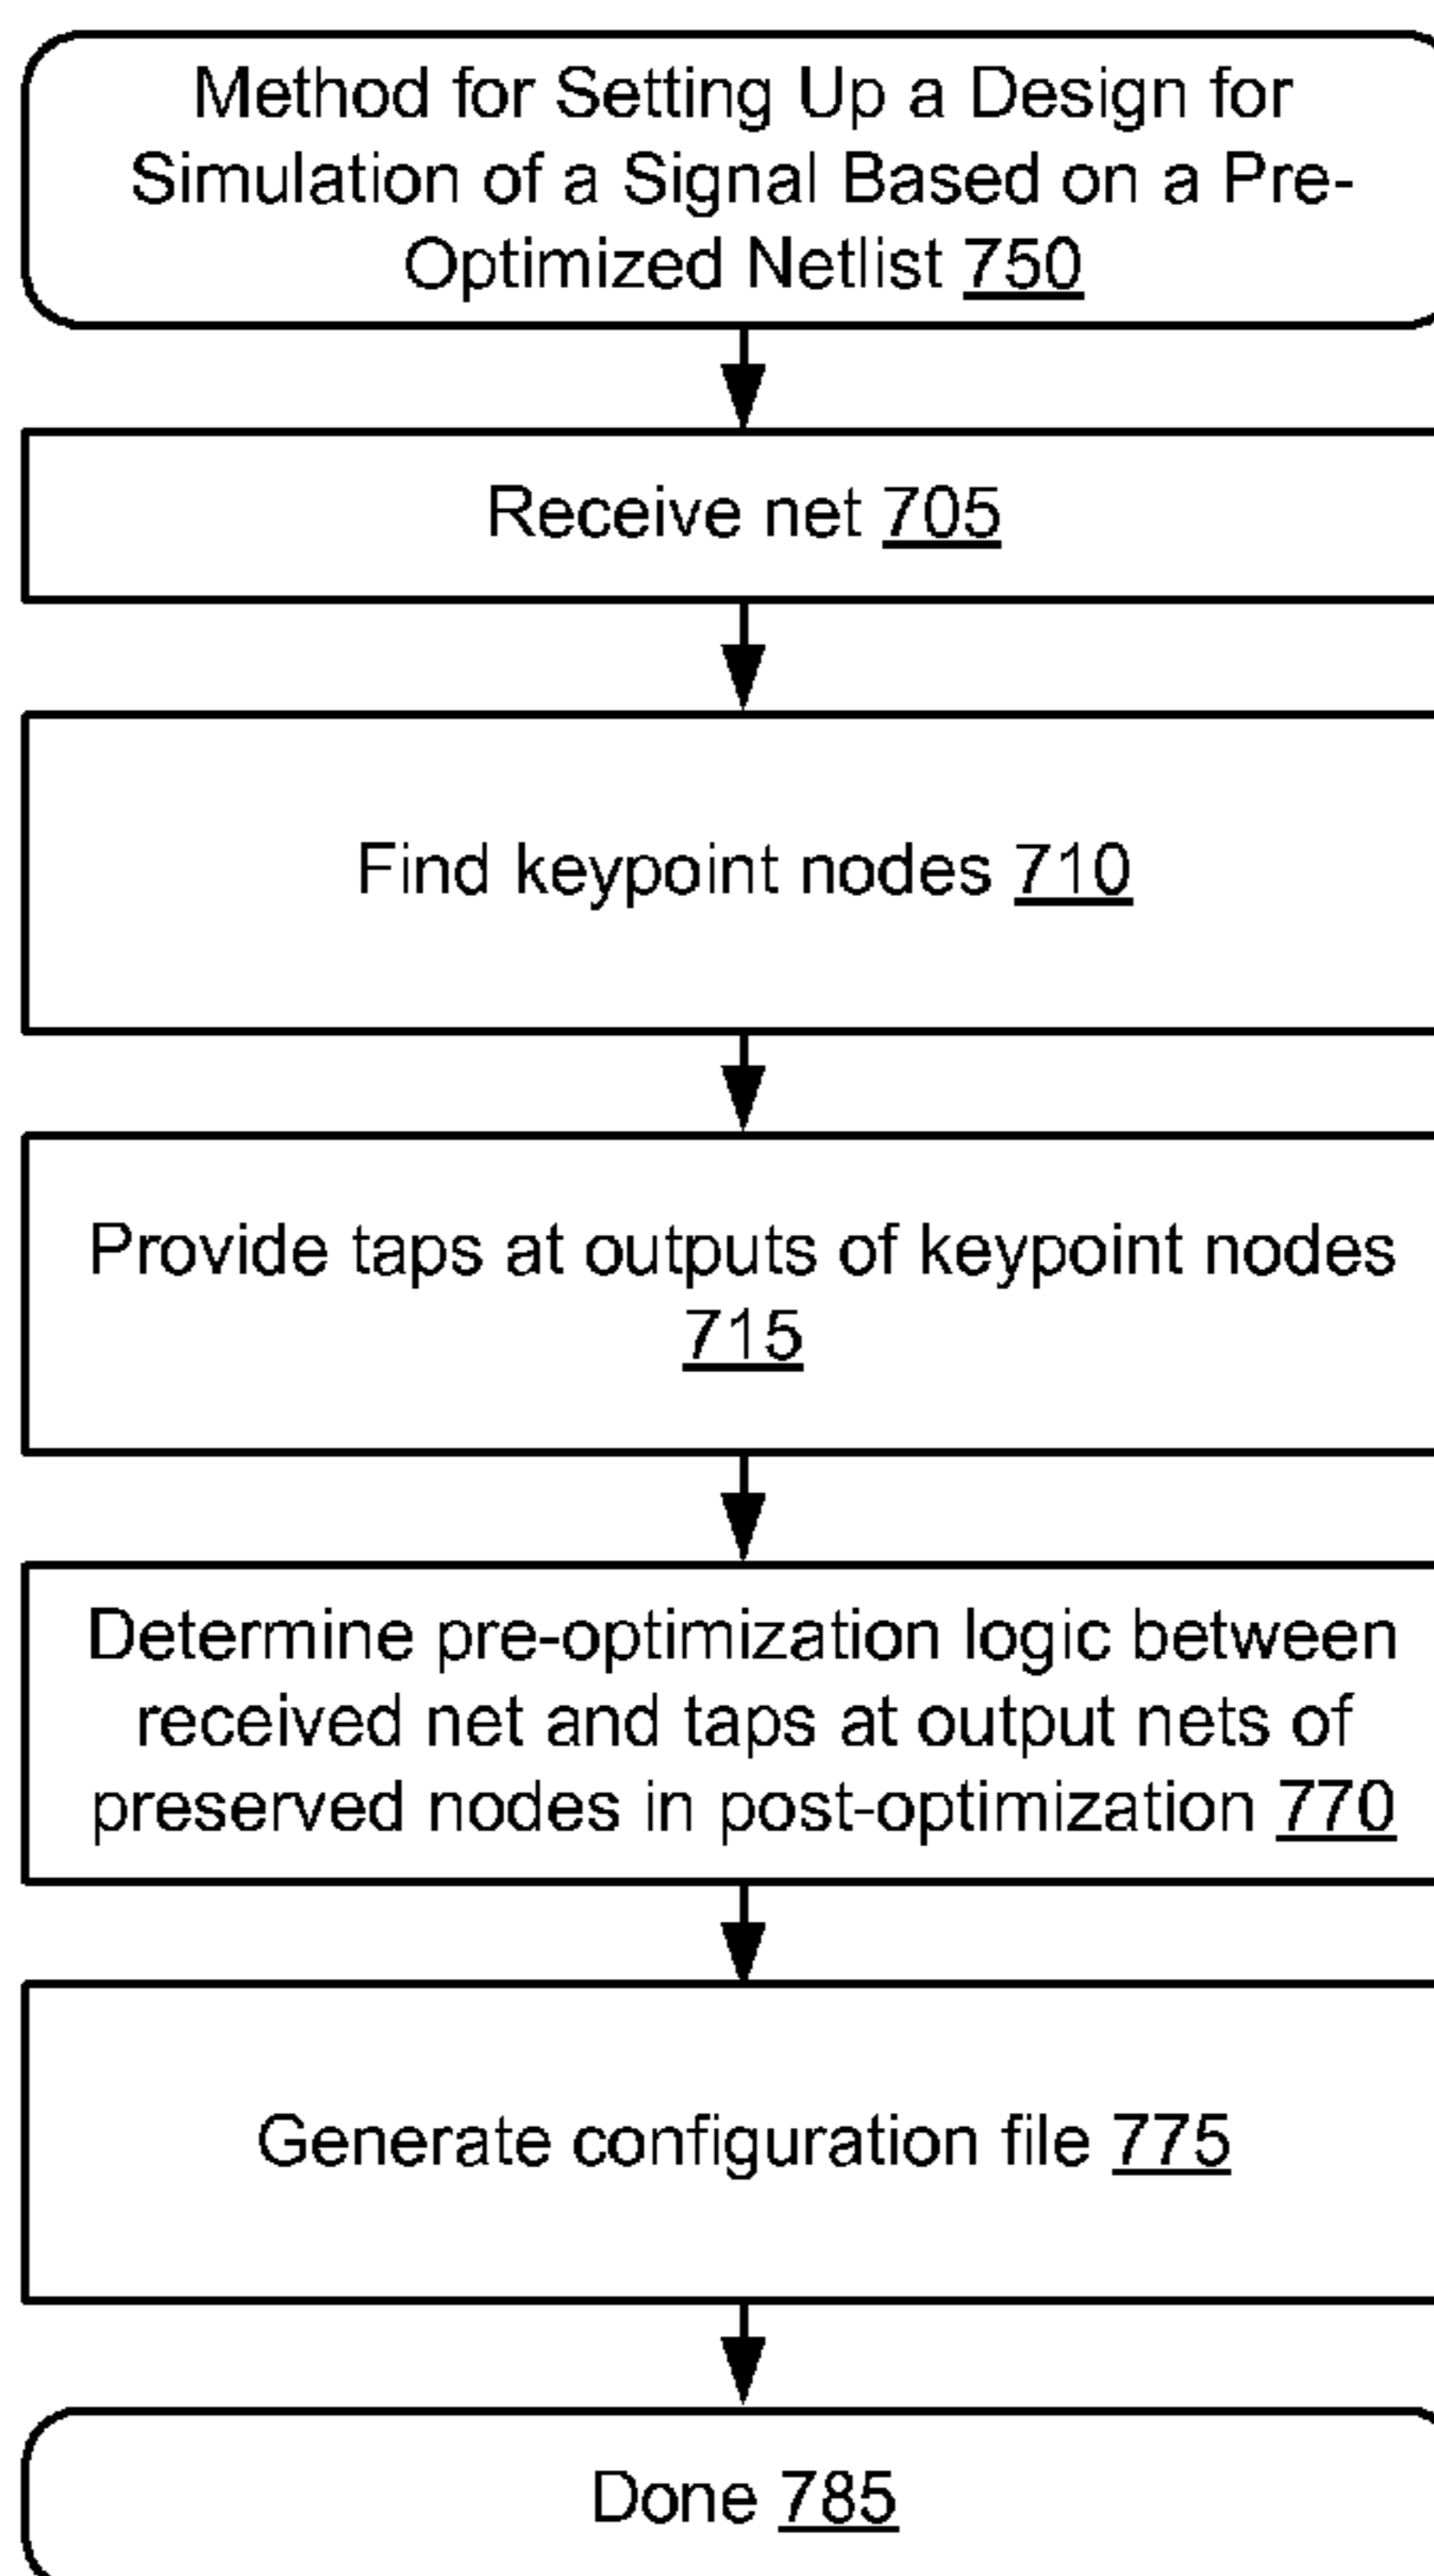 Method for Setting Up a Design for
Simulation of a Signal Based on a Pre-
Optimized Netlist 750
Receive net 705
Find keypoint nodes 710
Provide taps at outputs of keypoint nodes
715
Determine pre-optimization logic between
received net and taps at output nets of
preserved nodes in post-optimization 770
Generate configuration file 775
Done 785